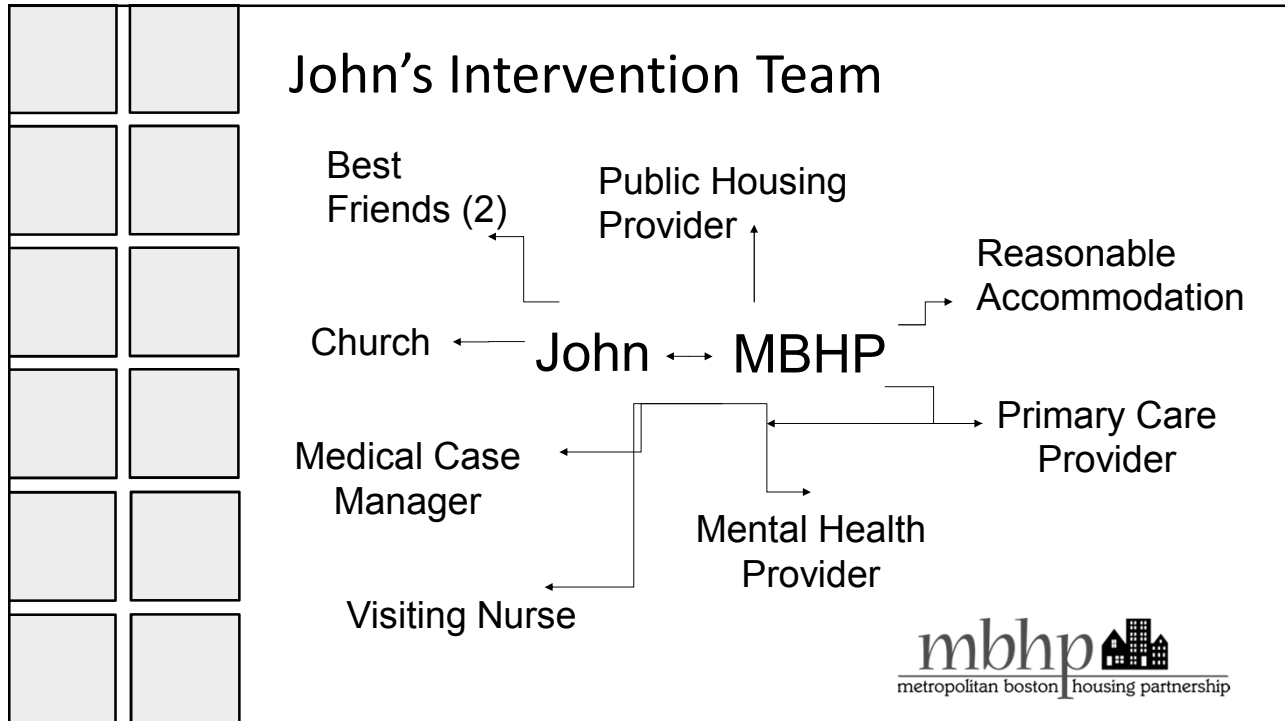 John’s Intervention Team
Best
Friends (2)
Public Housing
Provider
Reasonable
Accommodation
Church
John
MBHP
Primary Care
Provider
Medical Case
Manager
Mental Health
Provider
Visiting Nurse
mbhp
metropolitan boston housing partnership